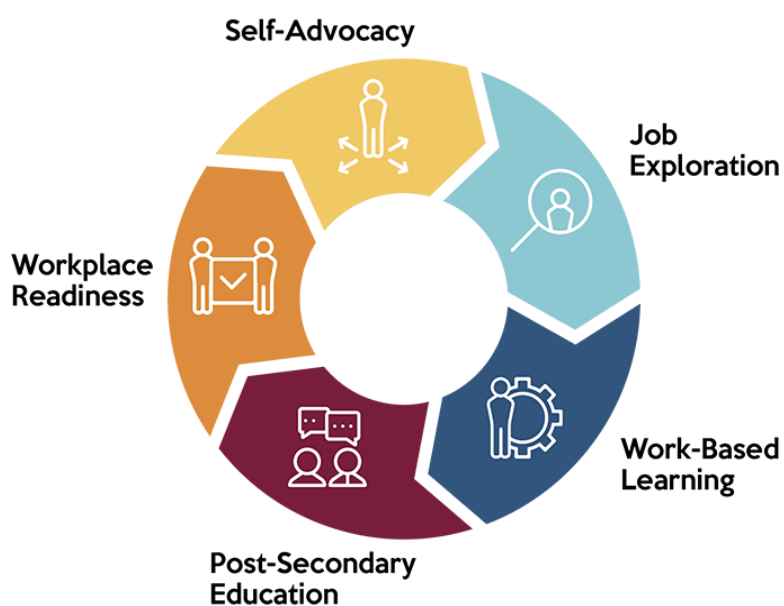 Self-Advocacy
Job
Exploration
Work-Based
Learning
Post-Secondary
Education
Workplace
Readiness